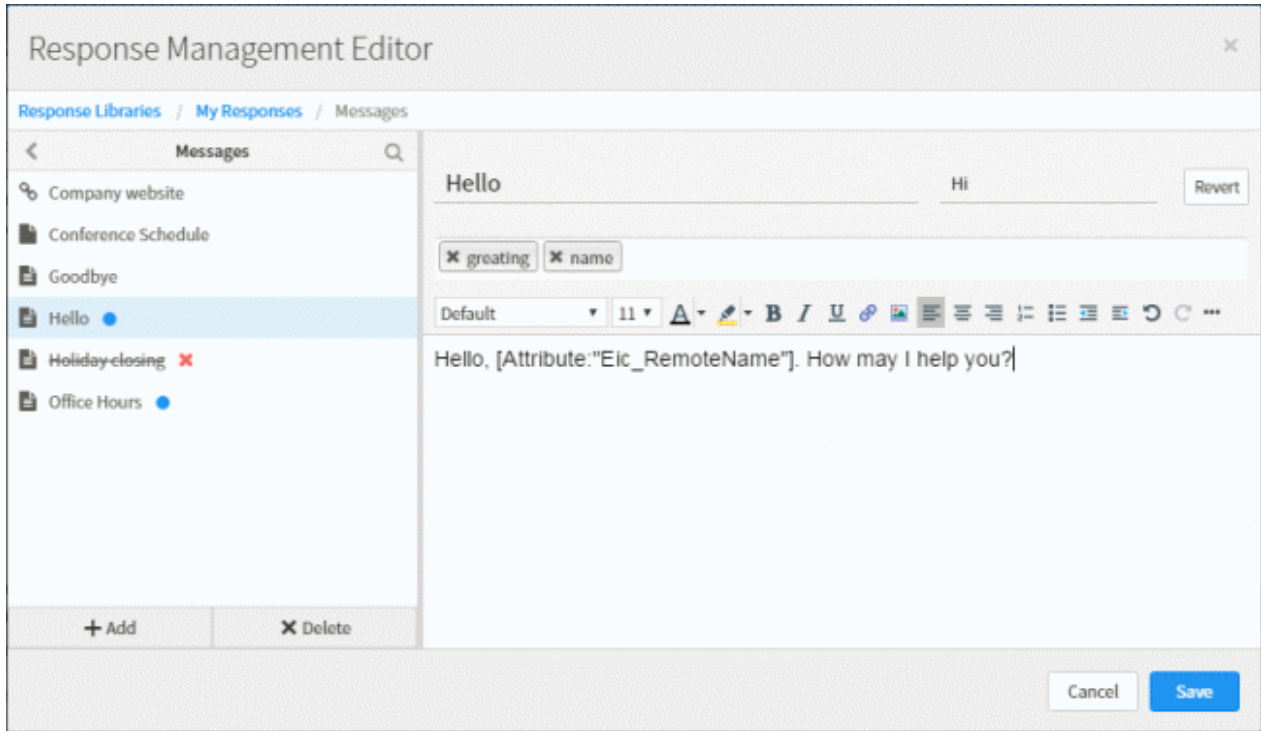 Response Management Editor
Response Libraries / My Responses / Messages
Messages
Company website
Conference Schedule
Goodbye
Hello
Holiday closing
Office Hours
+ Add
Delete
Hello
Hi
Revert
greating
name
Default
11
A
B I U
Hello, [Attribute:"Eic_RemoteName"]. How may I help you?
Cancel
Save